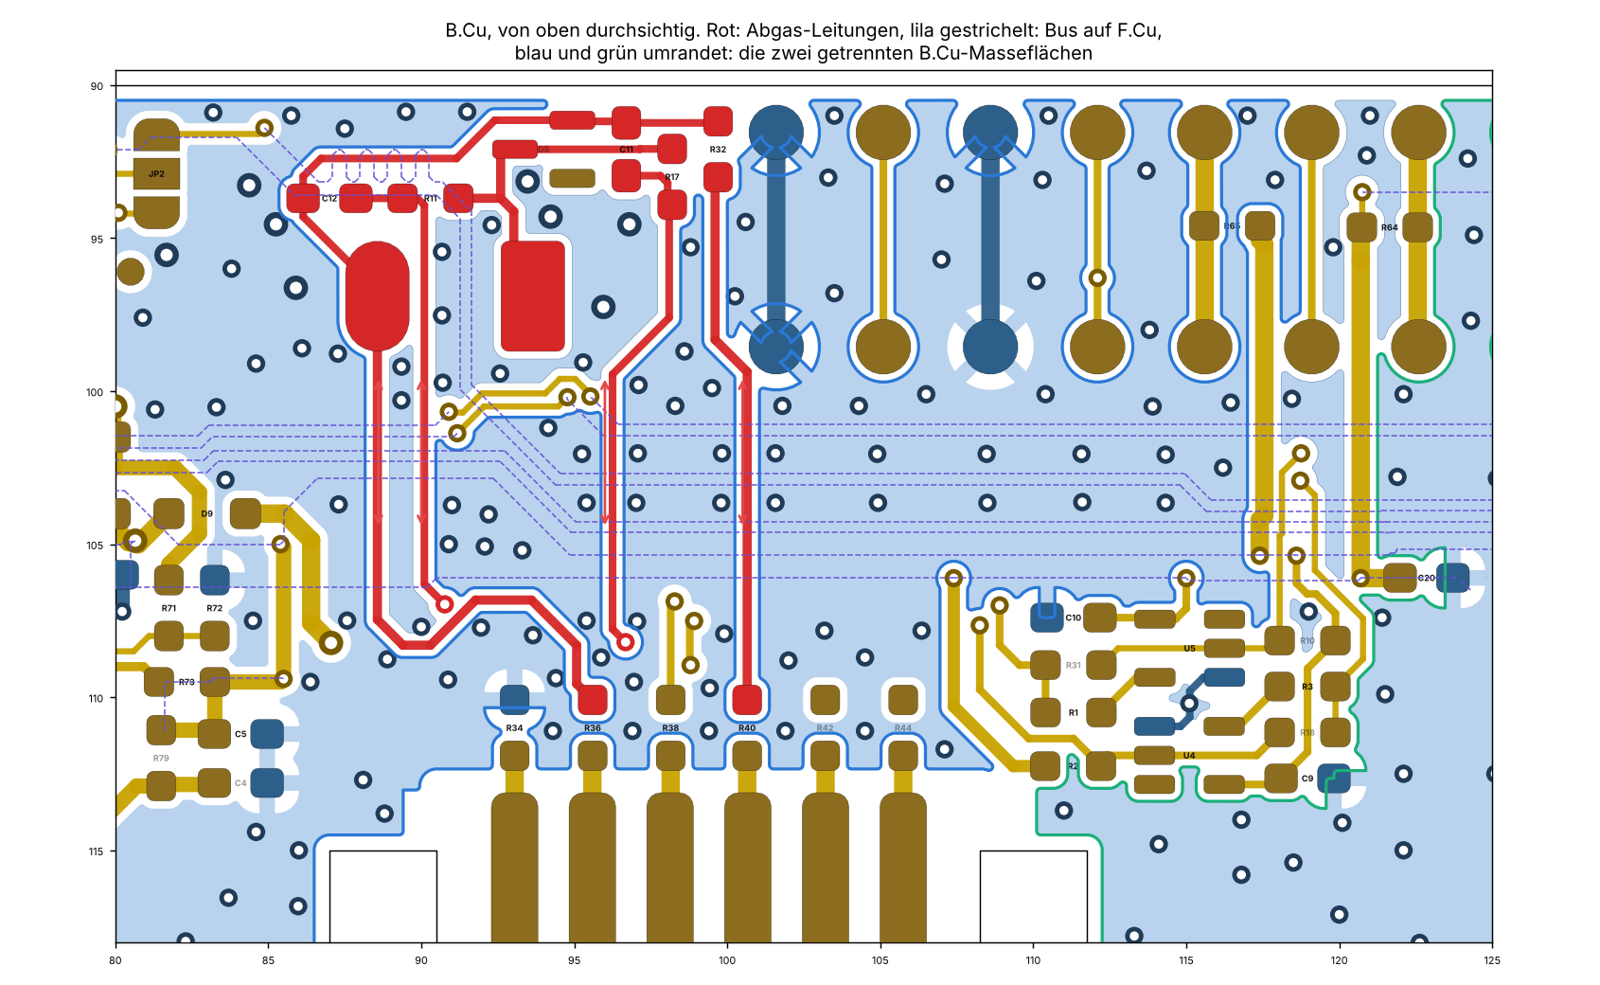 B.Cu, von oben durchsichtig. Rot: Abgas-Leitungen, lila gestrichelt: Bus auf F.Cu,
blau und grün umrandet: die zwei getrennten B.Cu-Masseflächen
90
D5
C11
R32
JP2
R17
C12
R11
95
R65
R64
100
D9
105
C20
R71
R72
C10
R10
U5
R31
R73
R3
110
R1
R34
R36
R38
R40
R42
R44
C5
R18
R79
U4
R2
C4
C9
115
80
85
90
95
100
105
110
115
120
125